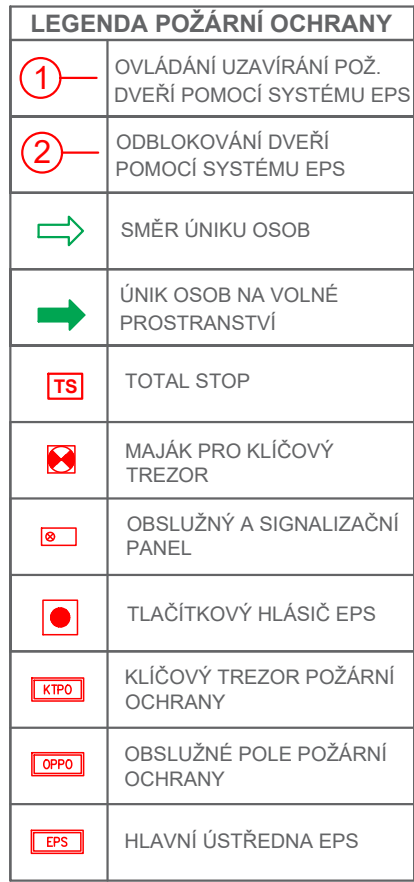 LEGENDA POŽÁRNÍ OCHRANY
1 OVLÁDÁNÍ UZAVÍRÁNÍ POŽ.
DVEŘÍ POMOCÍ SYSTÉMU EPS
2 ODBLOKOVÁNÍ DVEŘÍ
POMOCÍ SYSTÉMU EPS
SMĚR ÚNIKU OSOB
ÚNIK OSOB NA VOLNÉ
PROSTRANSTVÍ
TS TOTAL STOP
MAJÁK PRO KLÍČOVÝ
TREZOR
OBSLUŽNÝ A SIGNALIZAČNÍ
PANEL
TLAČÍTKOVÝ HLÁSIČ EPS
KTPO KLÍČOVÝ TREZOR POŽÁRNÍ
OCHRANY
OPPO OBSLUŽNÉ POLE POŽÁRNÍ
OCHRANY
EPS HLAVNÍ ÚSTŘEDNA EPS